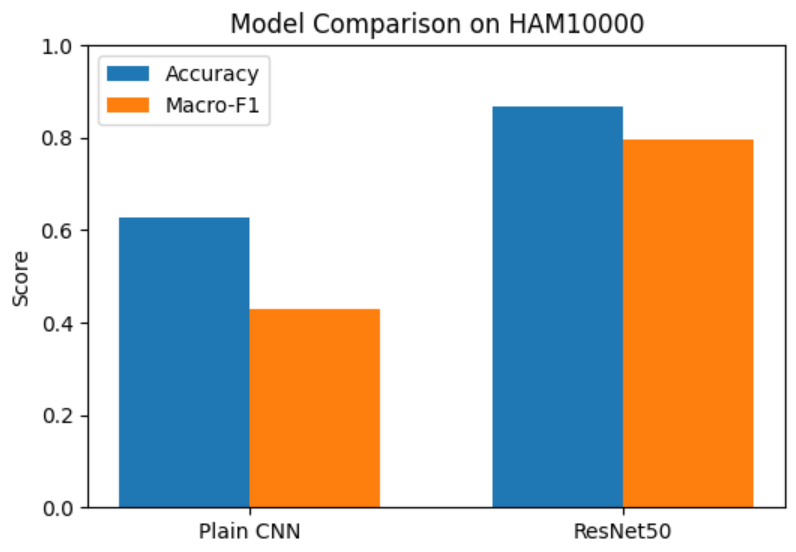 Model Comparison on HAM10000
1.0
0.8
0.6
0.4
0.2
0.0
Score
Accuracy
Macro-F1
Plain CNN
ResNet50